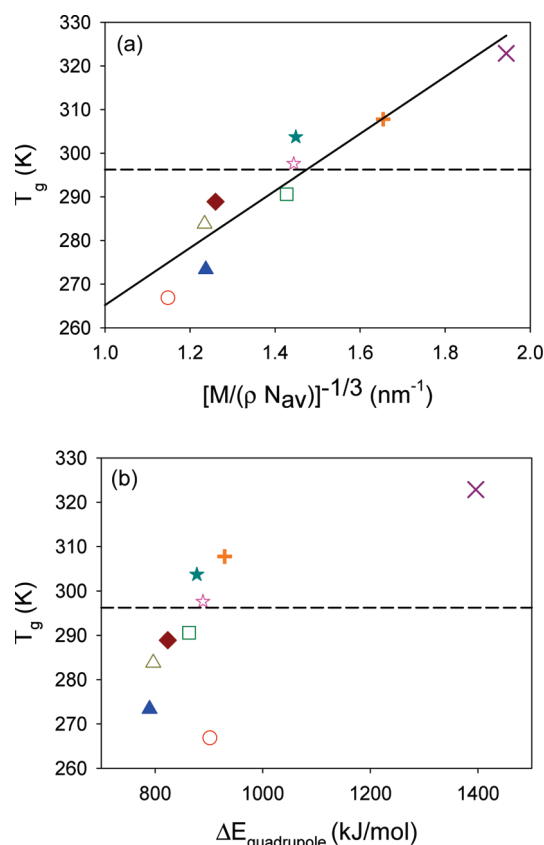 330
(a)
320
310
T_g (K)
300
290
280
270
260
1.0 1.2 1.4 1.6 1.8 2.0
[M/(ρ N_av)]^-1/3 (nm^-1)
330
(b)
320
310
T_g (K)
300
290
280
270
260
800 1000 1200 1400
ΔE_quadrupole (kJ/mol)